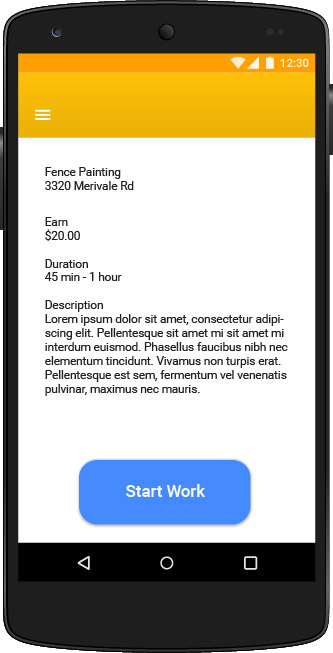 12:30
Fence Painting
3320 Merivale Rd
Earn
$20.00
Duration
45 min - 1 hour
Description
Lorem ipsum dolor sit amet, consectetur adipi-
scing elit. Pellentesque sit amet mi sit amet mi
interdum euismod. Phasellus faucibus nibh nec
elementum tincidunt. Vivamus non turpis erat.
Pellentesque est sem, fermentum vel venenatis
pulvinar, maximus nec mauris.
Start Work